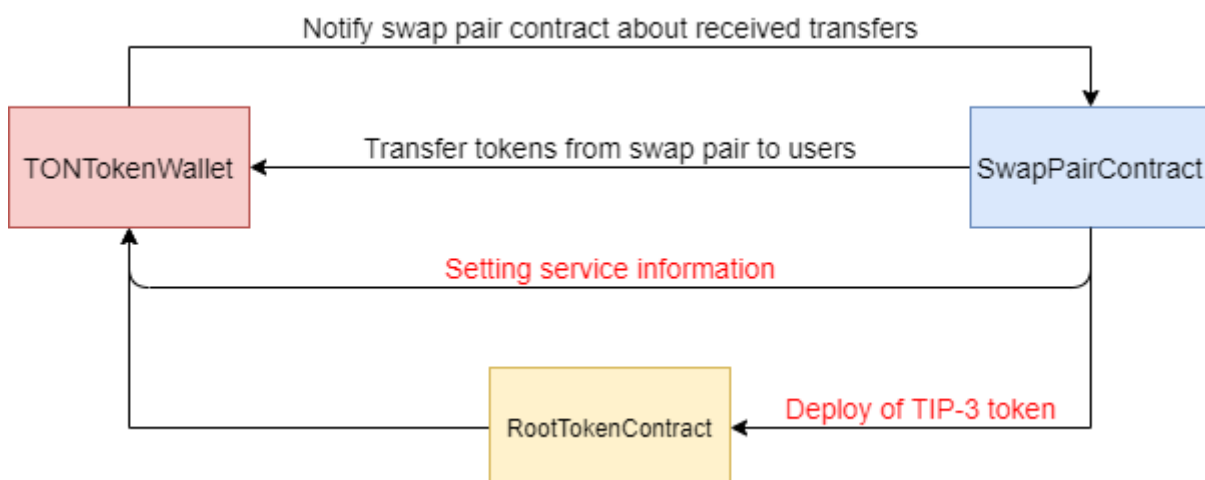 Notify swap pair contract about received transfers
TONTokenWallet
Transfer tokens from swap pair to users
SwapPairContract
Setting service information
RootTokenContract
Deploy of TIP-3 token